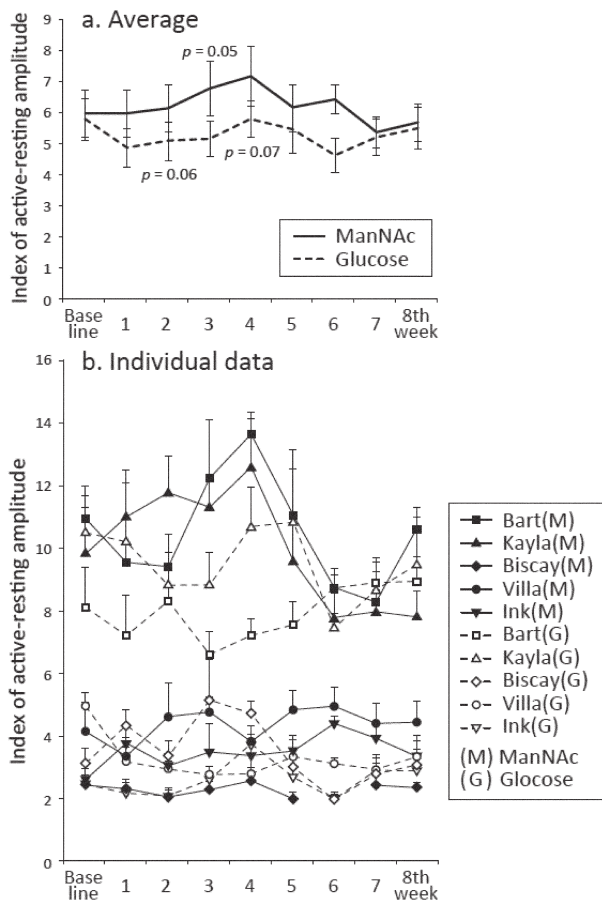 a. Average
Index of active-resting amplitude
9
8
7
6
5
4
3
2
1
0
p = 0.05
p = 0.06
p = 0.07
ManNAc
Glucose
Base line 1 2 3 4 5 6 7 8th week
b. Individual data
Index of active-resting amplitude
16
14
12
10
8
6
4
2
0
Base line 1 2 3 4 5 6 7 8th week
Bart(M)
Kayla(M)
Biscay(M)
Villa(M)
Ink(M)
Bart(G)
Kayla(G)
Biscay(G)
Villa(G)
Ink(G)
(M) ManNAc
(G) Glocose